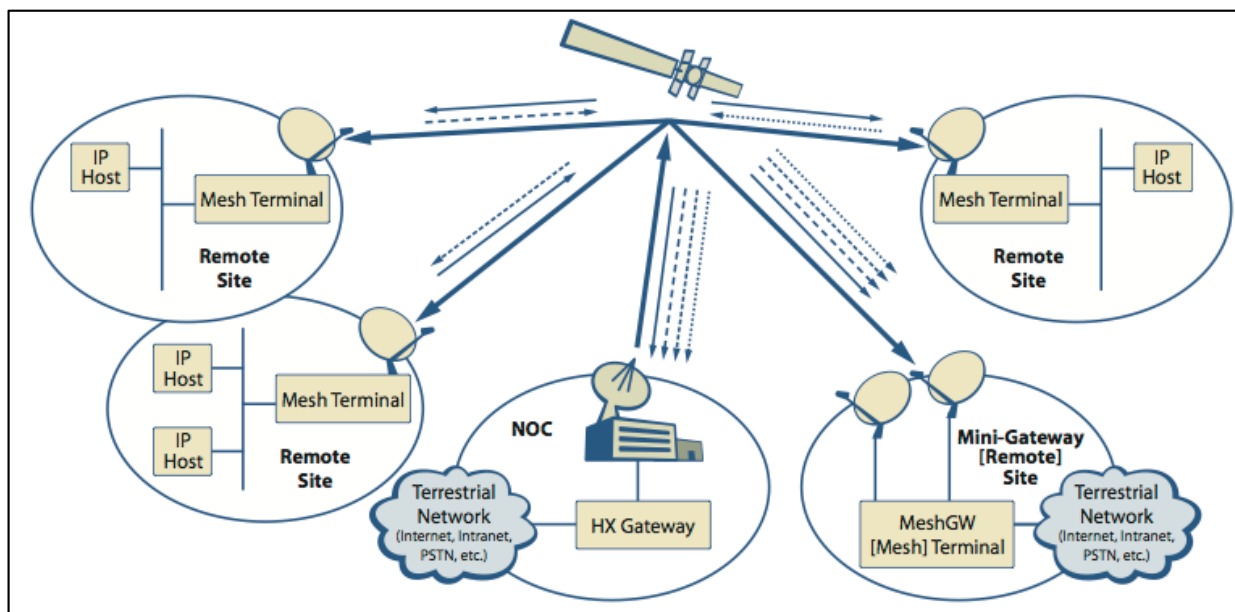 IP
Host
Mesh Terminal
Remote
Site
Mesh Terminal
IP
Host
Remote
Site
IP
Host
IP
Host
Mesh Terminal
Remote
Site
NOC
Terrestrial
Network
(Internet, Intranet,
PSTN, etc.)
HX Gateway
Mini-Gateway
[Remote]
Site
MeshGW
[Mesh] Terminal
Terrestrial
Network
(Internet, Intranet,
PSTN, etc.)